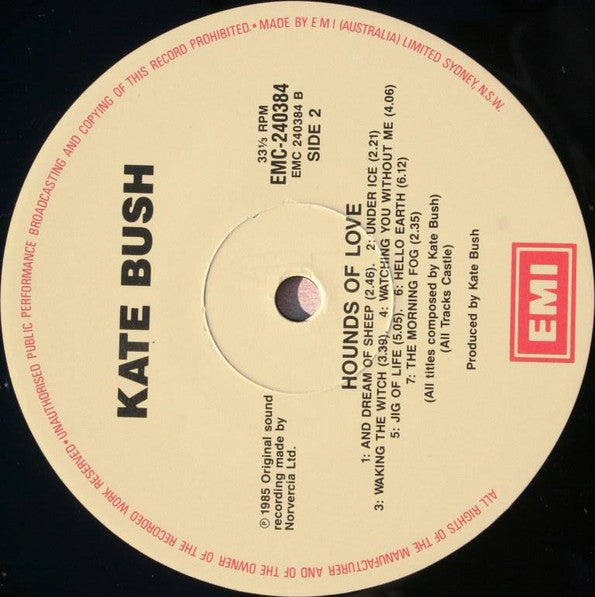 KATE BUSH
33⅓ RPM
EMC-240384
EMC 240384 B
SIDE 2
℗ 1985 Original sound
recording made by
Norvercia Ltd.
HOUNDS OF LOVE
1: AND DREAM OF SHEEP (2.46). 2: UNDER ICE (2.21)
3: WAKING THE WITCH (3.39). 4: WATCHING YOU WITHOUT ME (4.06)
5: JIG OF LIFE (5.05). 6: HELLO EARTH (6.12)
7: THE MORNING FOG (2.35)
(All titles composed by Kate Bush)
(All Tracks Castle)
Produced by Kate Bush
EMI
ALL RIGHTS OF THE MANUFACTURER AND OF THE OWNER OF THE RECORDED WORK RESERVED • UNAUTHORISED PUBLIC PERFORMANCE BROADCASTING AND COPYING OF THIS RECORD PROHIBITED. • MADE BY E M I (AUSTRALIA) LIMITED SYDNEY, N.S.W.